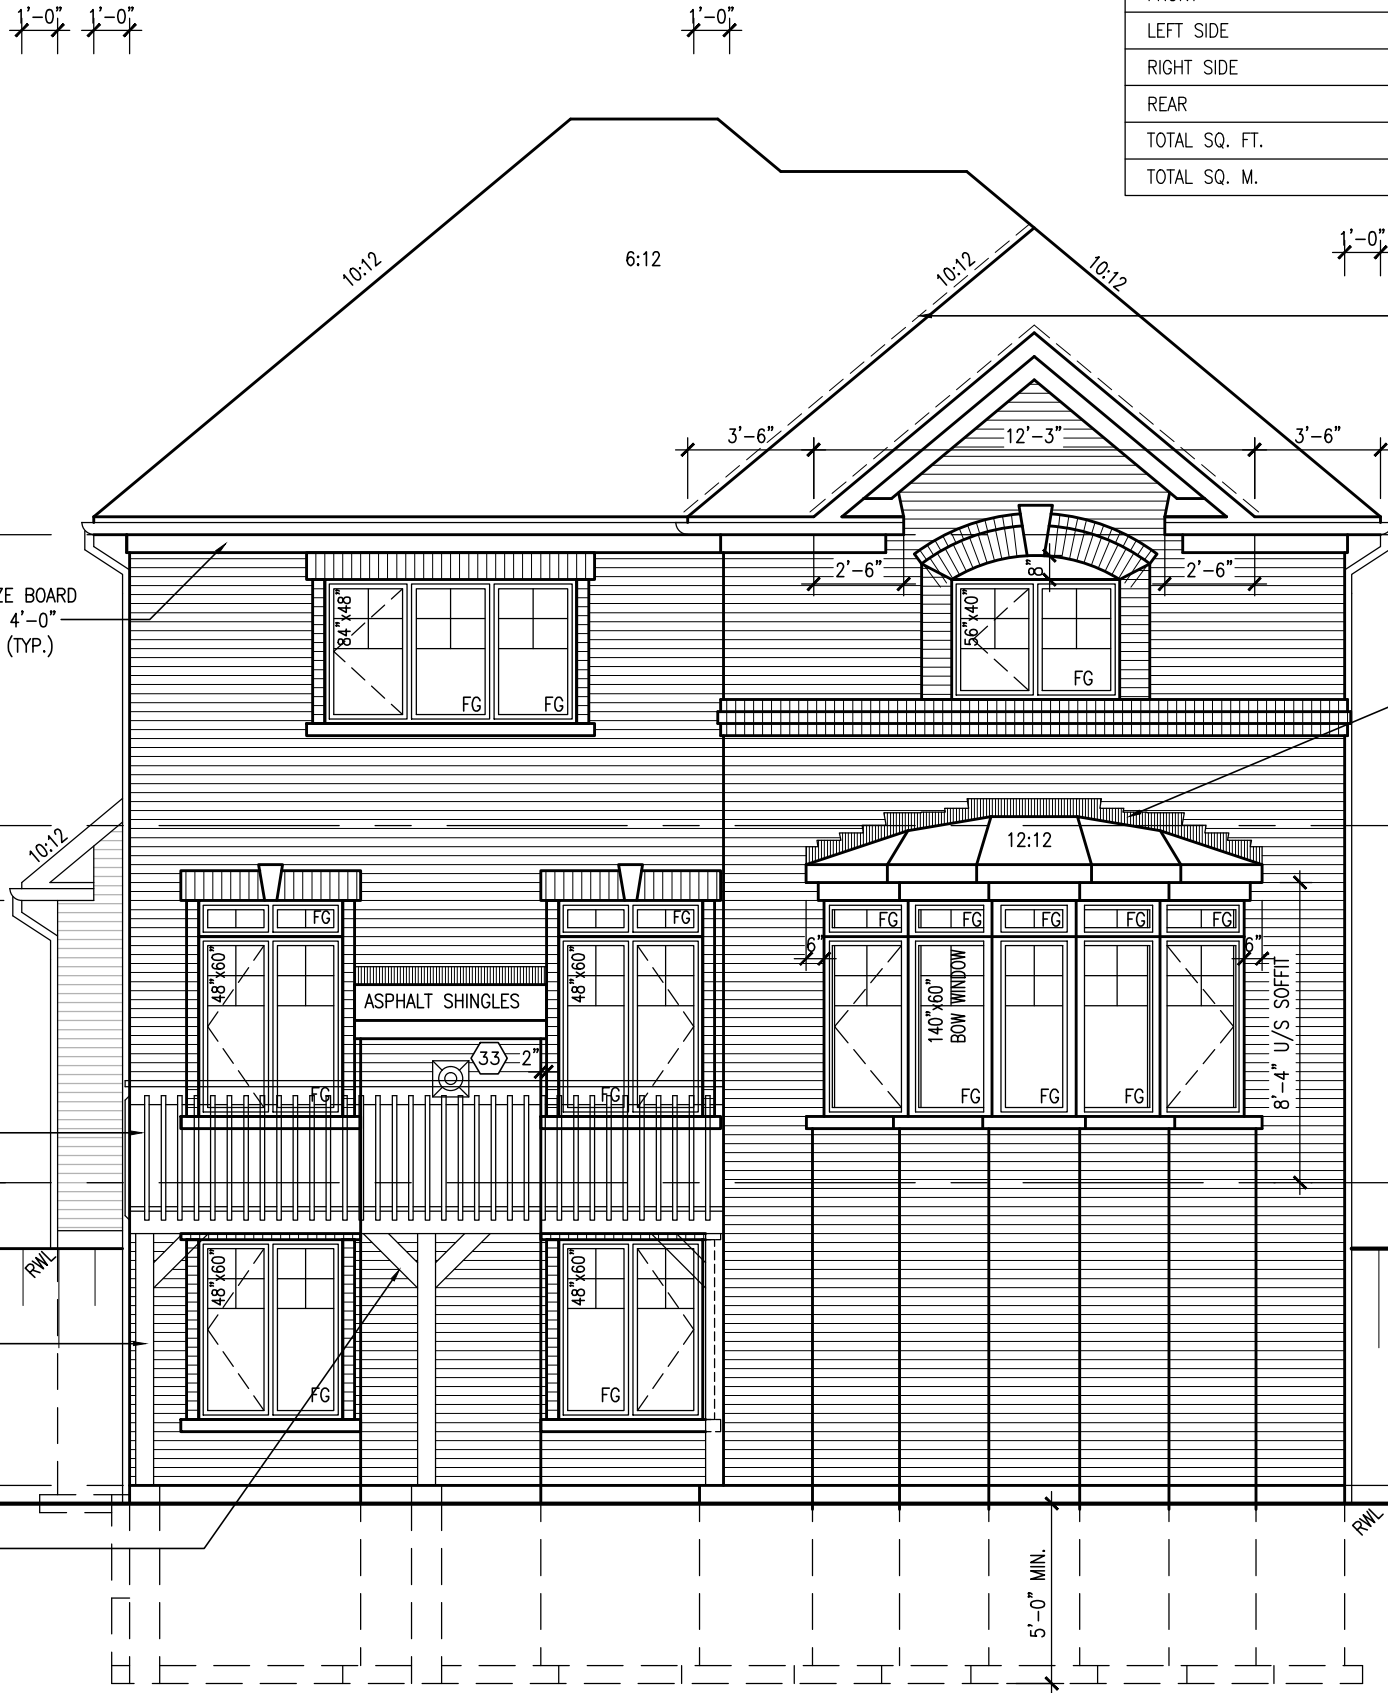 1'-0"
1'-0"
1'-0"
LEFT SIDE
RIGHT SIDE
REAR
TOTAL SQ. FT.
TOTAL SQ. M.
1'-0"
10:12
6:12
10:12
10:12
3'-6"
12'-3"
3'-6"
2'-6"
8"
2'-6"
ZE BOARD
4'-0"
(TYP.)
84"x48"
FG
FG
56"x40"
FG
10:12
12:12
FG
FG
FG
FG
FG
FG
FG
48"x60"
48"x60"
6"
6"
140"x60"
BOW WINDOW
8'-4" U/S SOFFIT
ASPHALT SHINGLES
33
2"
FG
FG
FG
FG
FG
RWL
48"x60"
48"x60"
FG
FG
RWL
5'-0" MIN.